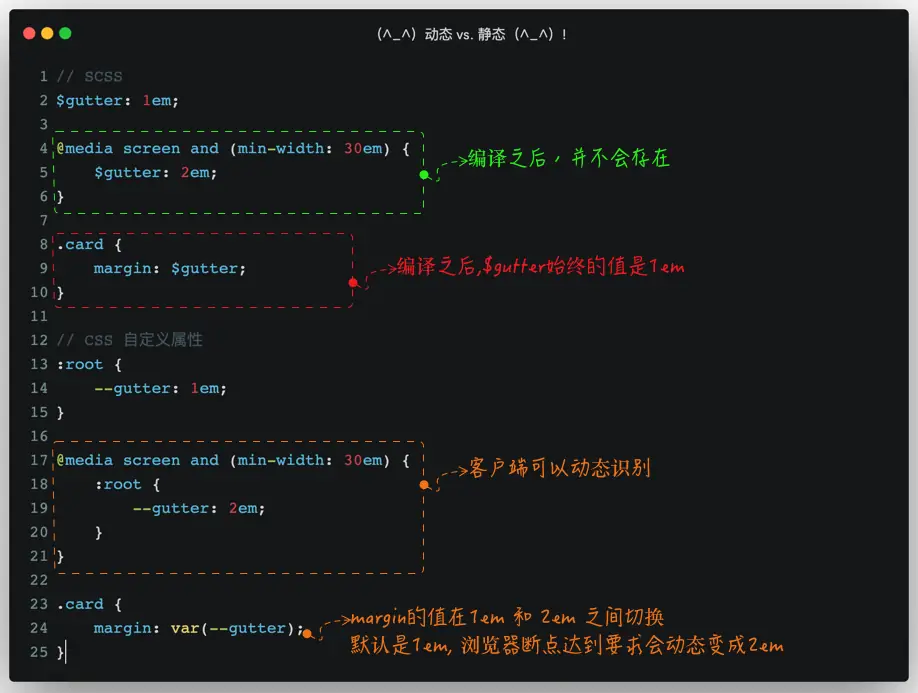 （^_^）动态 vs. 静态（^_^）!
1 // SCSS
2 $gutter: 1em;
3
4 @media screen and (min-width: 30em) {
5     $gutter: 2em;
6 }
编译之后，并不会存在
7
8 .card {
9     margin: $gutter;
10 }
编译之后,$gutter始终的值是1em
11
12 // CSS 自定义属性
13 :root {
14     --gutter: 1em;
15 }
16
17 @media screen and (min-width: 30em) {
18     :root {
19         --gutter: 2em;
20     }
21 }
客户端可以动态识别
22
23 .card {
24     margin: var(--gutter);
25 }
margin的值在1em 和 2em 之间切换
默认是1em, 浏览器断点达到要求会动态变成2em